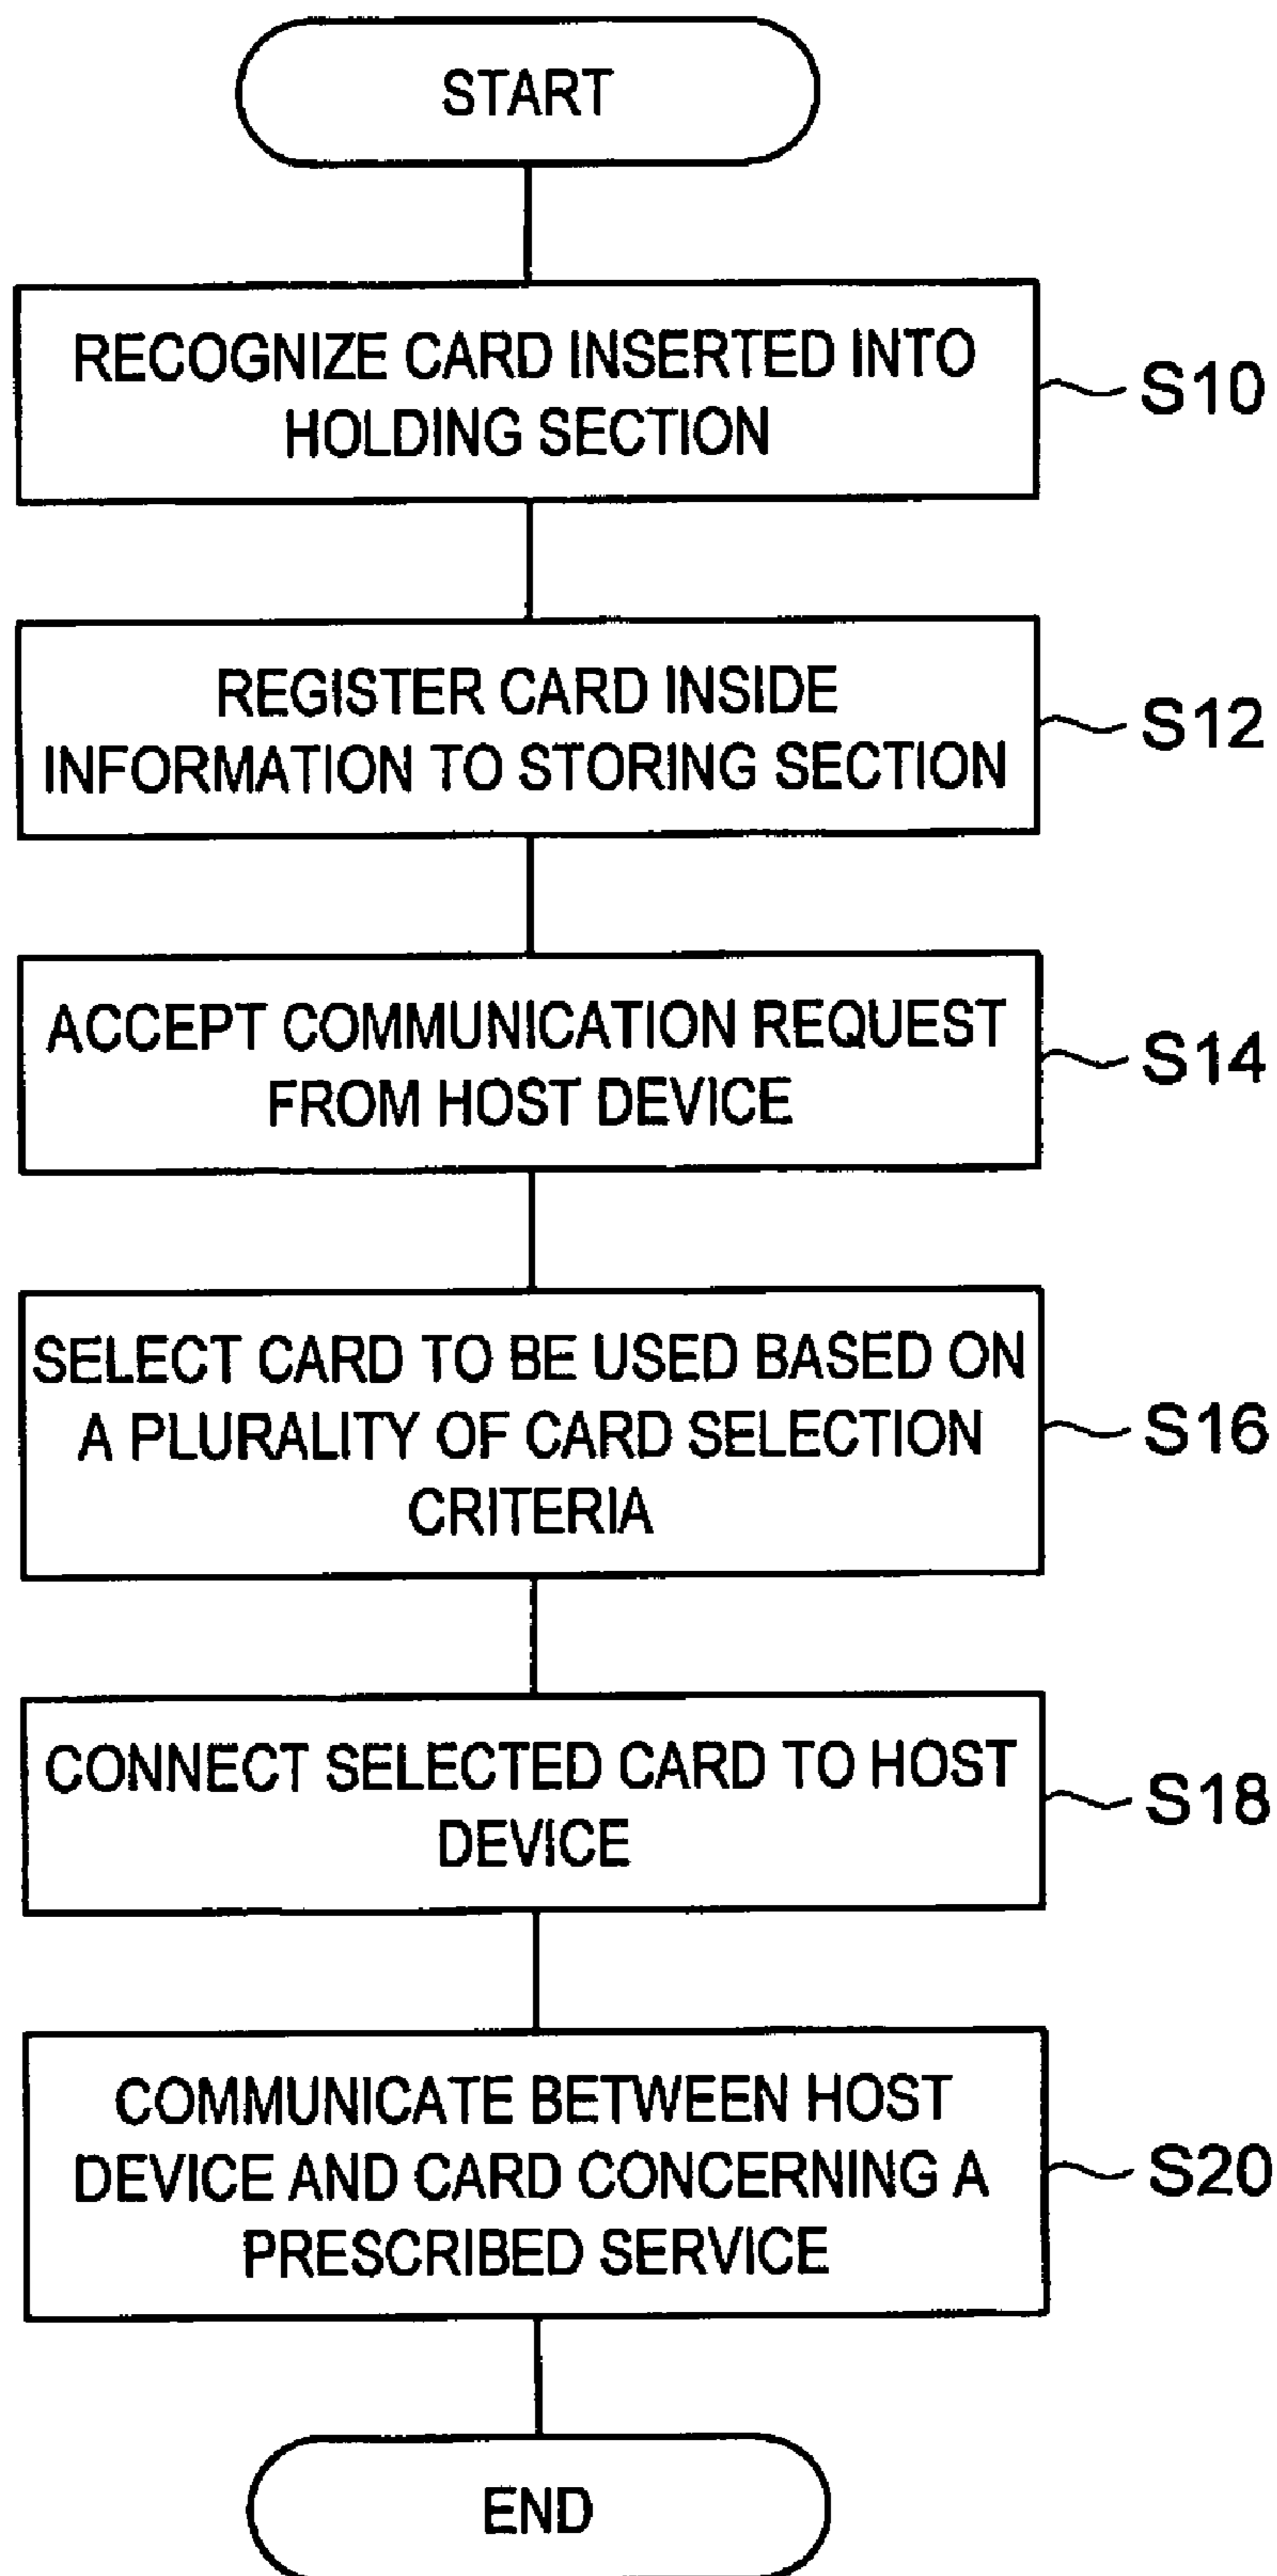 START
RECOGNIZE CARD INSERTED INTO
HOLDING SECTION
S10
REGISTER CARD INSIDE
INFORMATION TO STORING SECTION
S12
ACCEPT COMMUNICATION REQUEST
FROM HOST DEVICE
S14
SELECT CARD TO BE USED BASED ON
A PLURALITY OF CARD SELECTION
CRITERIA
S16
CONNECT SELECTED CARD TO HOST
DEVICE
S18
COMMUNICATE BETWEEN HOST
DEVICE AND CARD CONCERNING A
PRESCRIBED SERVICE
S20
END